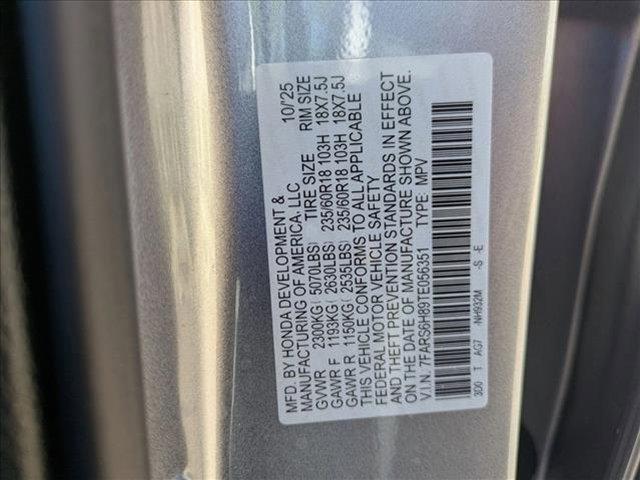 MFD. BY HONDA DEVELOPMENT & 10/'25
MANUFACTURING OF AMERICA, LLC
TIRE SIZE RIM SIZE
GVWR 2300KG( 5070LBS)
GAWR F 1193KG( 2630LBS) 235/60R18 103H 18X7.5J
GAWR R 1150KG( 2535LBS) 235/60R18 103H 18X7.5J
THIS VEHICLE CONFORMS TO ALL APPLICABLE
FEDERAL MOTOR VEHICLE SAFETY
AND THEFT PREVENTION STANDARDS IN EFFECT
ON THE DATE OF MANUFACTURE SHOWN ABOVE.
V.I.N. 7FARS6H89TE056351 TYPE: MPV
3D0 T AG7 -NH932M -S -E